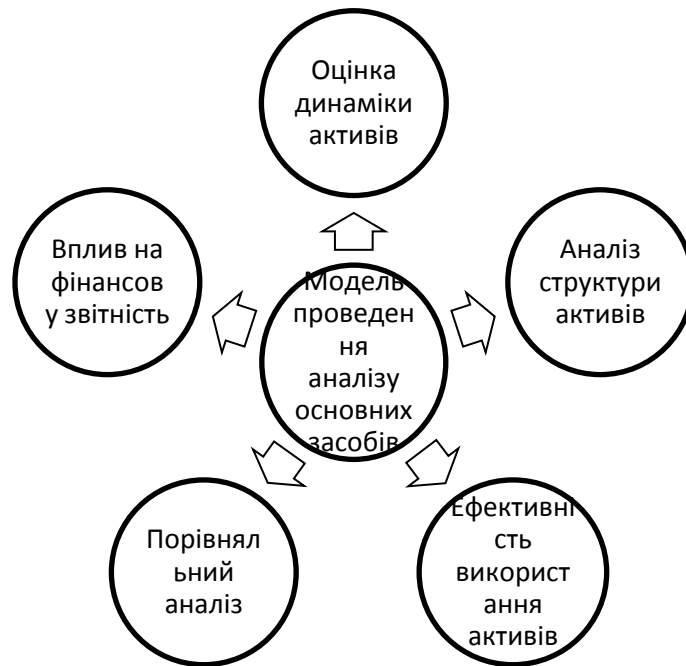 Оцінка
динаміки
активів
Вплив на
фінансов
у звітність
Аналіз
структури
активів
Модель
проведен
ня
аналізу
основних
засобів
Порівнял
ьний
аналіз
Ефективні
сть
використ
ання
активів